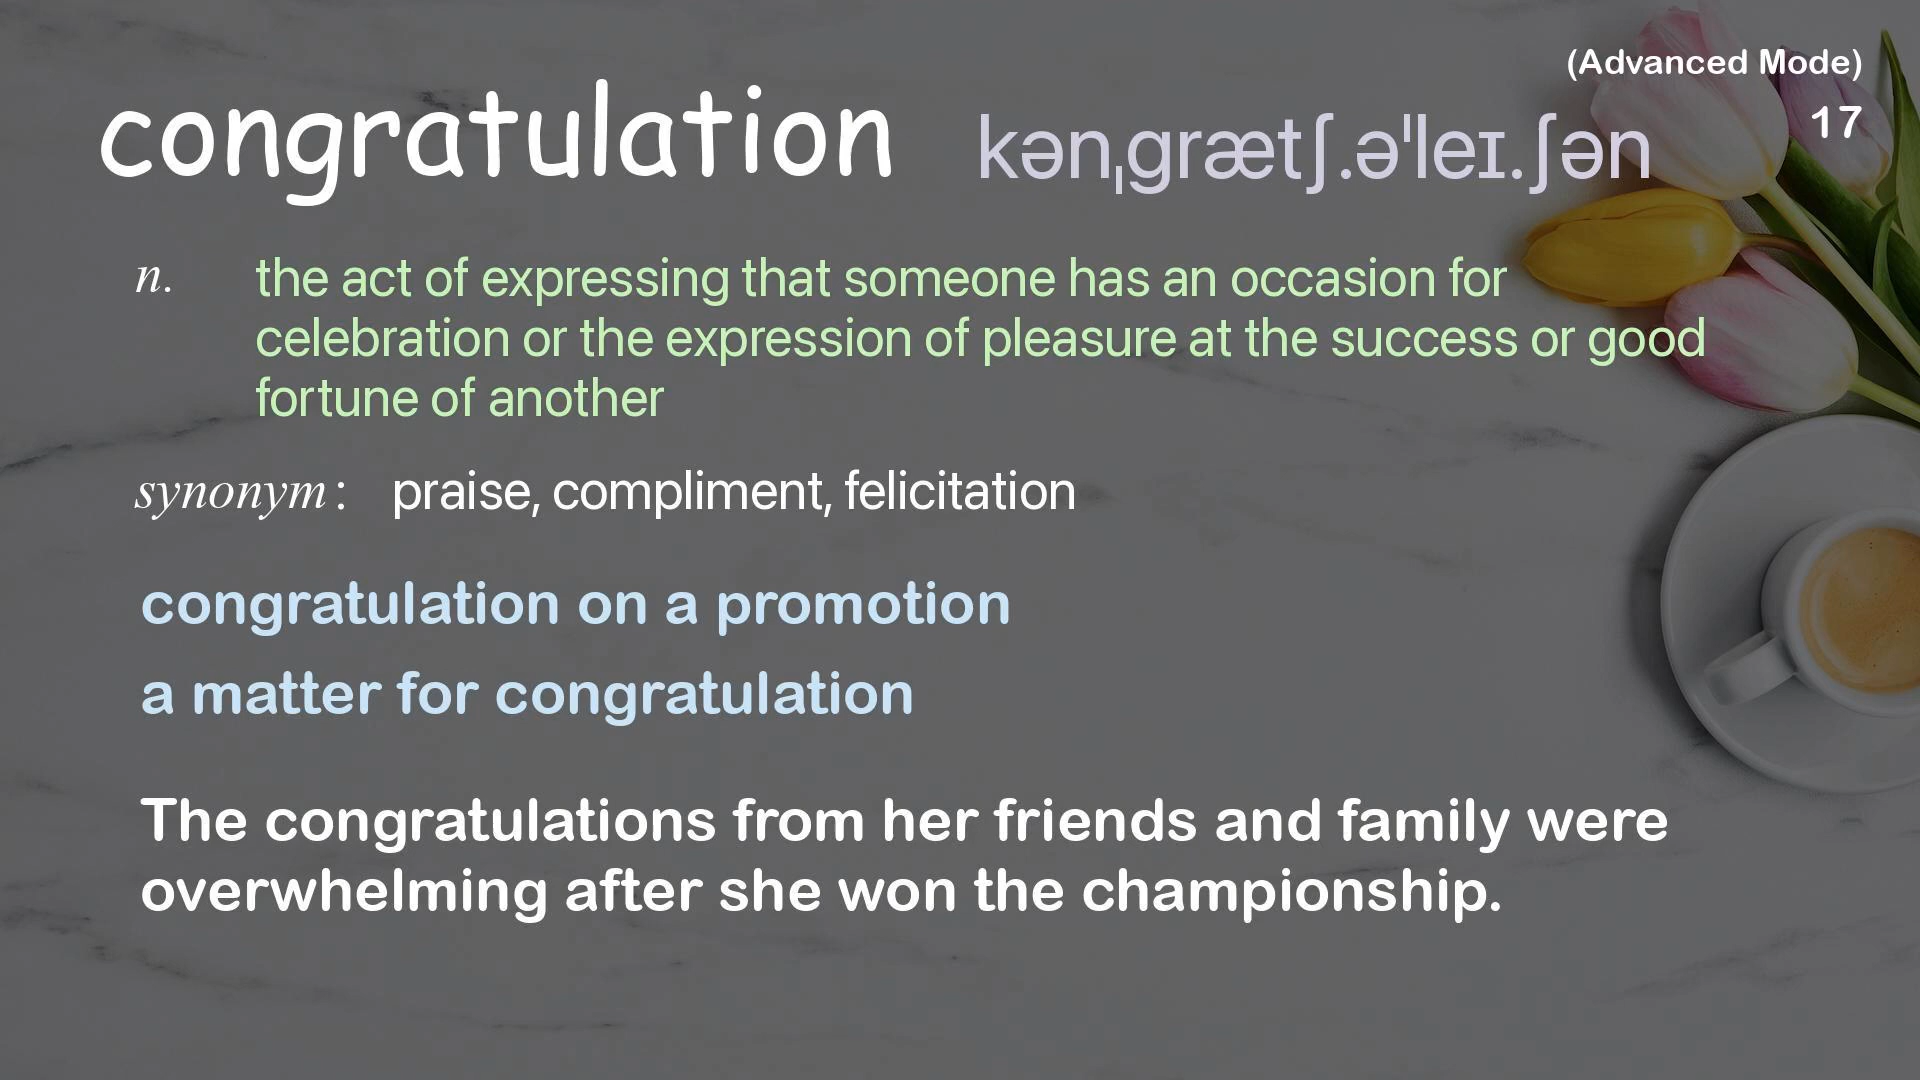 (Advanced Mode)
congratulation kənˌɡrætʃ.əˈleɪ.ʃən 17
n. the act of expressing that someone has an occasion for
celebration or the expression of pleasure at the success or good
fortune of another
synonym: praise, compliment, felicitation
congratulation on a promotion
a matter for congratulation
The congratulations from her friends and family were
overwhelming after she won the championship.